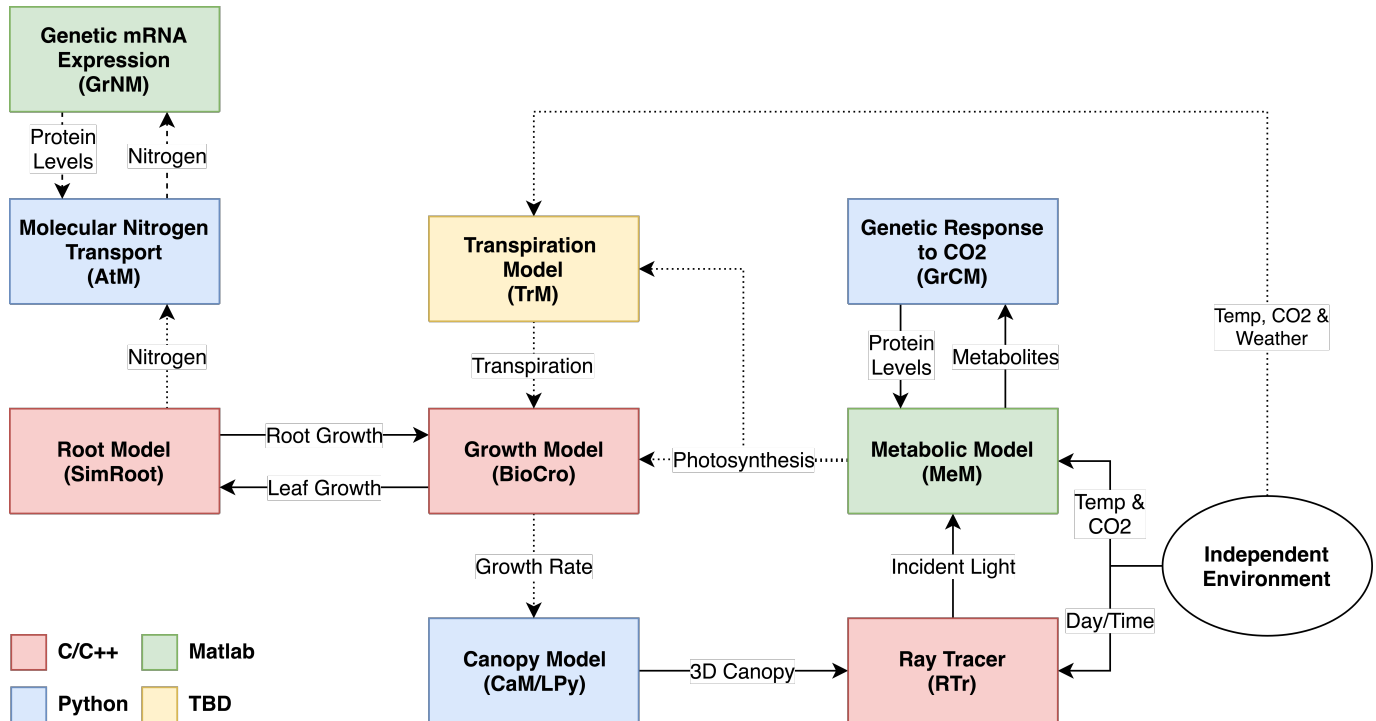 Genetic mRNA
Expression
(GrNM)
Protein
Levels
Nitrogen
Molecular Nitrogen
Transport
(AtM)
Transpiration
Model
(TrM)
Genetic Response
to CO2
(GrCM)
Temp, CO2 &
Weather
Nitrogen
Transpiration
Protein
Levels
Metabolites
Root Model
(SimRoot)
Root Growth
Leaf Growth
Growth Model
(BioCro)
Photosynthesis
Metabolic Model
(MeM)
Temp &
CO2
Independent
Environment
Growth Rate
Incident Light
Day/Time
C/C++
Matlab
Python
TBD
Canopy Model
(CaM/LPy)
3D Canopy
Ray Tracer
(RTr)